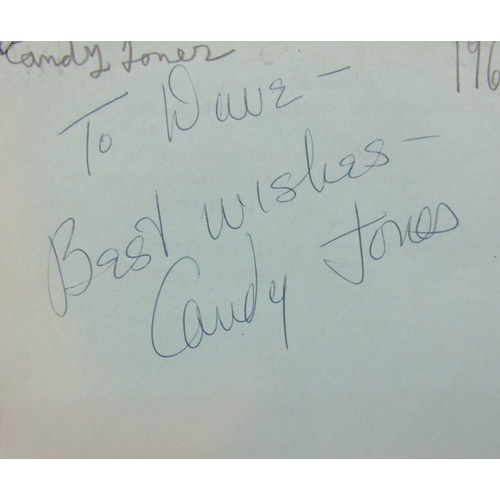 Candy Jones 196
To Dave -
Best wishes -
Candy Jones